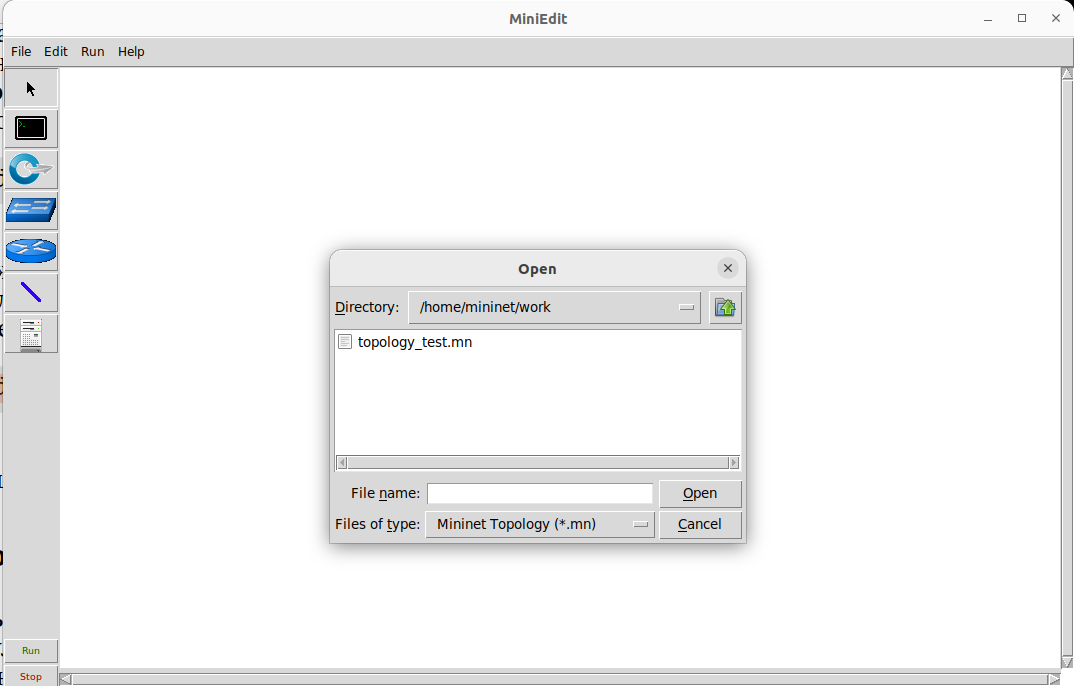 MiniEdit
File Edit Run Help
Open
Directory: /home/mininet/work
topology_test.mn
File name: Open
Files of type: Mininet Topology (*.mn) Cancel
Run
Stop